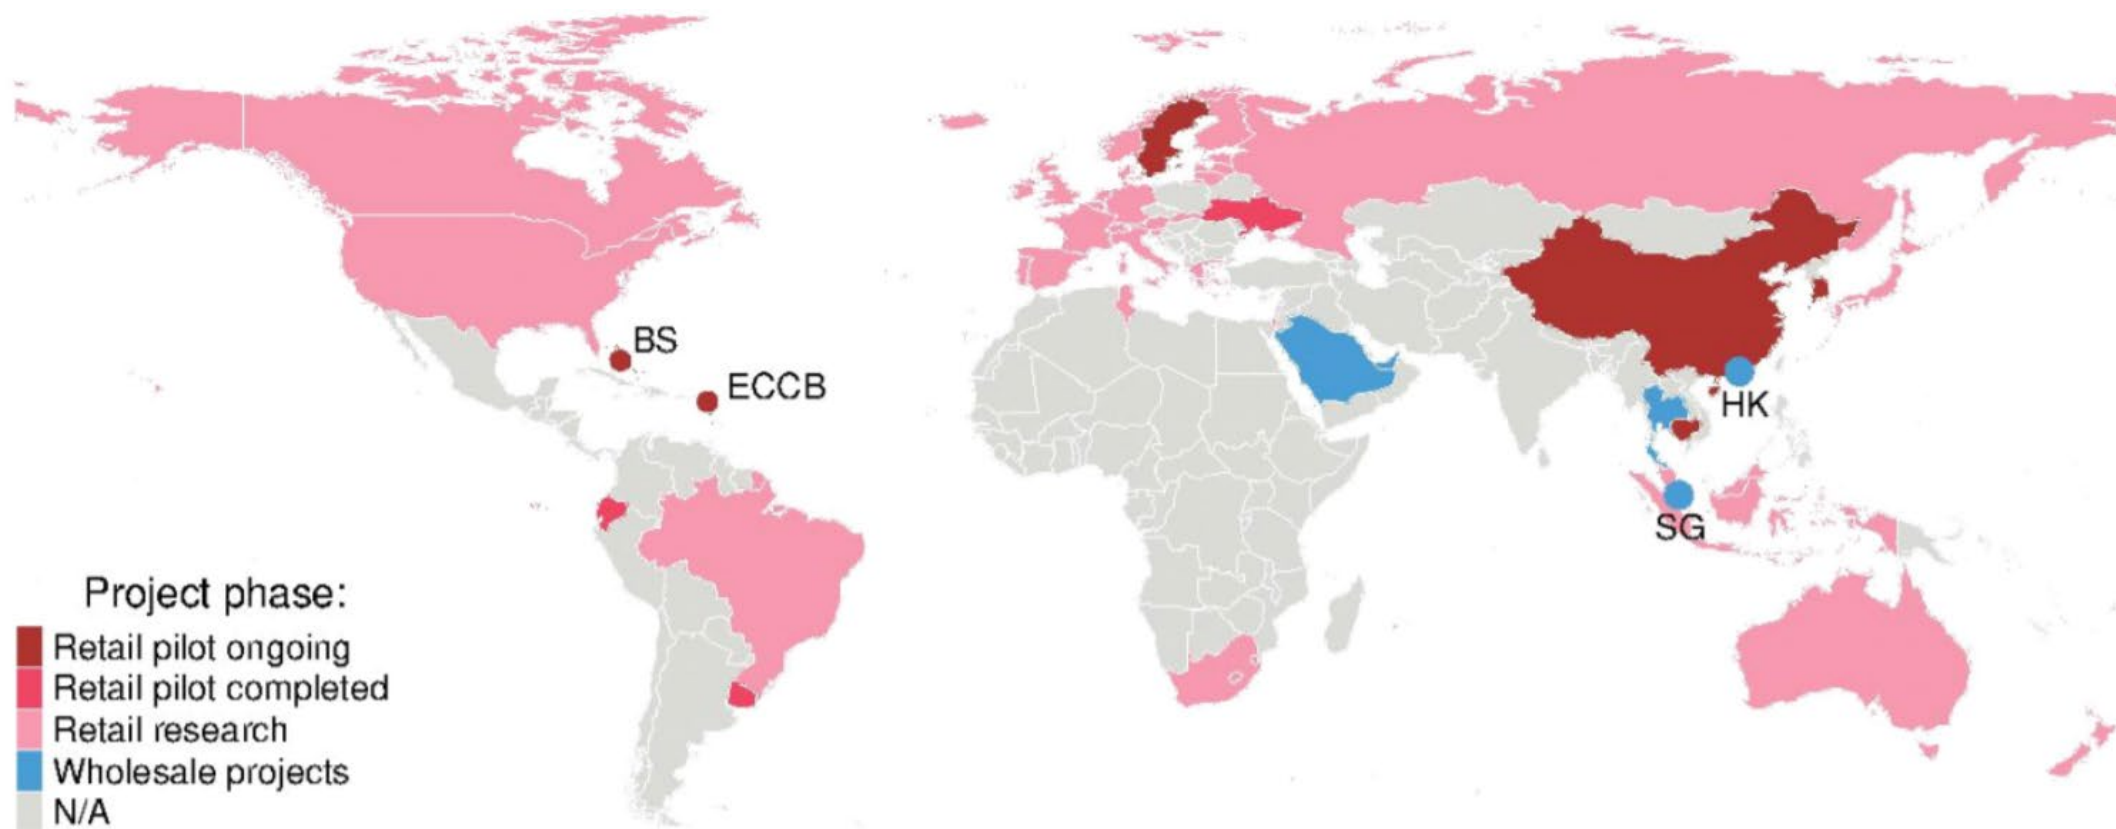 BS
ECCB
HK
SG
Project phase:
Retail pilot ongoing
Retail pilot completed
Retail research
Wholesale projects
N/A